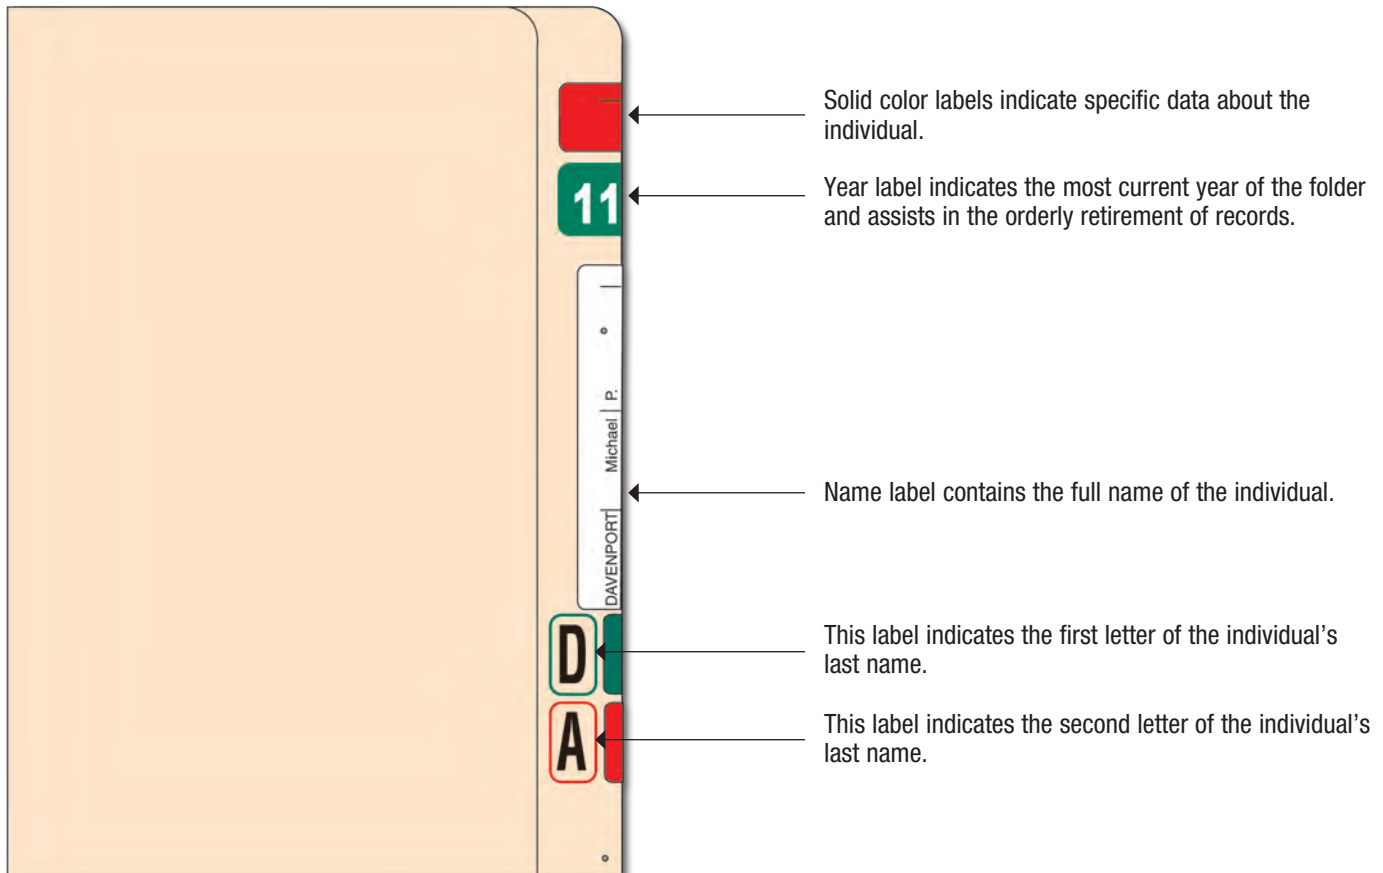 Solid color labels indicate specific data about the
individual.
11
Year label indicates the most current year of the folder
and assists in the orderly retirement of records.
DAVENPORT Michael P.
Name label contains the full name of the individual.
D
This label indicates the first letter of the individual’s
last name.
A
This label indicates the second letter of the individual’s
last name.